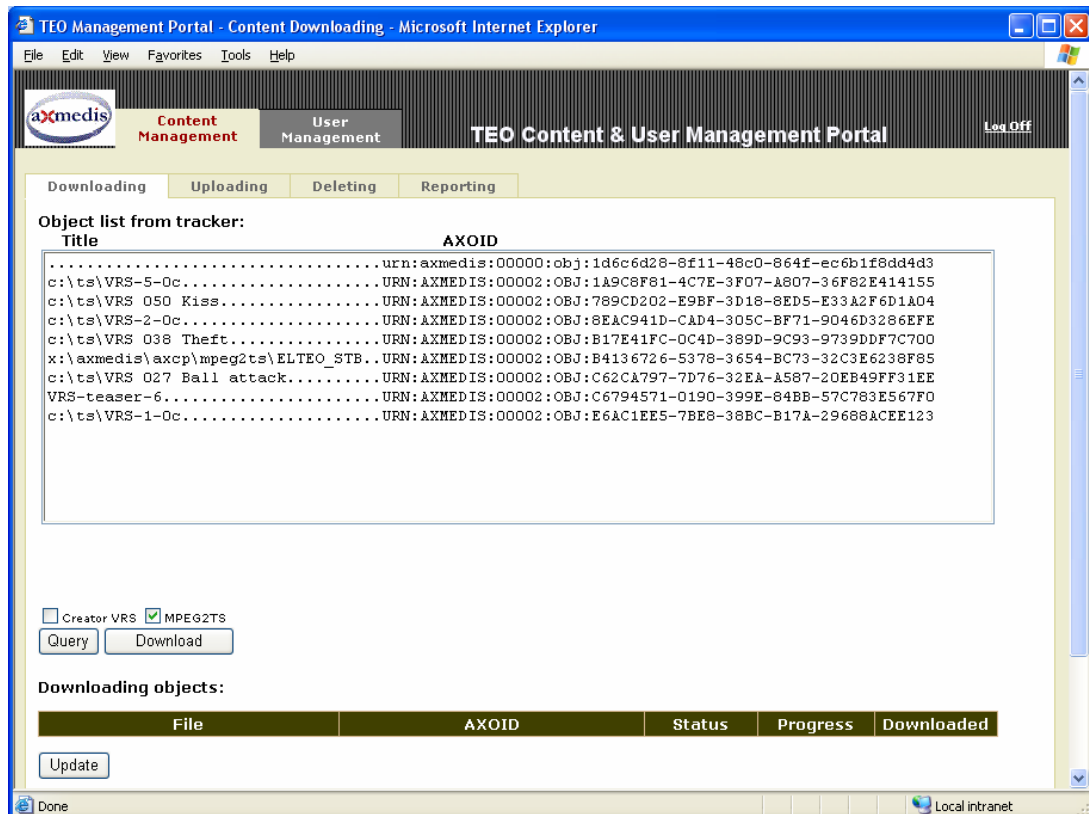 TEO Management Portal - Content Downloading - Microsoft Internet Explorer
File Edit View Favorites Tools Help
axmedis
Content Management
User Management
TEO Content & User Management Portal
Log Off
Downloading Uploading Deleting Reporting
Object list from tracker:
Title AXOID
...................................urn:axmedis:00000:obj:1d6c6d28-8f11-48c0-864f-ec6b1f8dd4d3
c:\ts\VRS-5-0c.....................URN:AXMEDIS:00002:OBJ:1A9C8F81-4C7E-3F07-A807-36F82E414155
c:\ts\VRS 050 Kiss.................URN:AXMEDIS:00002:OBJ:789CD202-E9BF-3D18-8ED5-E33A2F6D1A04
c:\ts\VRS-2-0c.....................URN:AXMEDIS:00002:OBJ:8EAC941D-CAD4-305C-BF71-9046D3286EFE
c:\ts\VRS 038 Theft................URN:AXMEDIS:00002:OBJ:B17E41FC-0C4D-389D-9C93-9739DDF7C700
x:\axmedis\axcp\mpeg2ts\ELTEO_STB..URN:AXMEDIS:00002:OBJ:B4136726-5378-3654-BC73-32C3E6238F85
c:\ts\VRS 027 Ball attack..........URN:AXMEDIS:00002:OBJ:C62CA797-7D76-32EA-A587-20EB49FF31EE
VRS-teaser-6.......................URN:AXMEDIS:00002:OBJ:C6794571-0190-399E-84BB-57C783E567F0
c:\ts\VRS-1-0c.....................URN:AXMEDIS:00002:OBJ:E6AC1EE5-7BE8-38BC-B17A-29688ACEE123
Creator VRS MPEG2TS
Query Download
Downloading objects:
File AXOID Status Progress Downloaded
Update
Done Local intranet